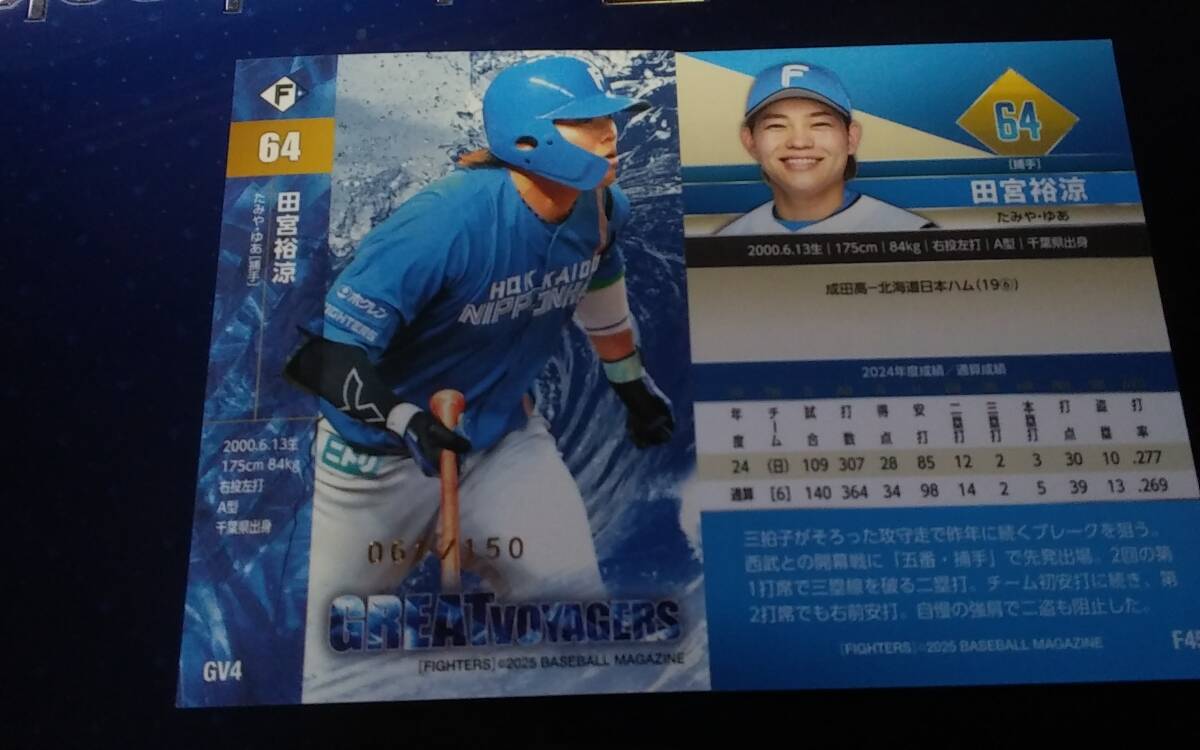 F
64
田宮裕涼
たみや・ゆあ [捕手]
2000.6.13生
175cm 84kg
右投左打
A型
千葉県出身
GV4
F
HOKKAIDO
NIPPONHA
ホクレン
FIGHTERS
ニトリ
/150
GREAT VOYAGERS
[FIGHTERS]©2025 BASEBALL MAGAZINE
F
64
[捕手]
田宮裕涼
たみや・ゆあ
2000.6.13生 | 175cm | 84kg | 右投左打 | A型 | 千葉県出身
成田高－北海道日本ハム(19⑥)
2024年度成績／通算成績
年度 チーム 試合 打数 得点 安打 二塁打 三塁打 本塁打 打点 盗塁 打率
24 (日) 109 307 28 85 12 2 3 30 10 .277
通算 [6] 140 364 34 98 14 2 5 39 13 .269
三拍子がそろった攻守走で昨年に続くブレークを狙う。
西武との開幕戦に「五番・捕手」で先発出場。2回の第
1打席で三塁線を破る二塁打。チーム初安打に続き、第
2打席でも右前安打。自慢の強肩で二盗も阻止した。
[FIGHTERS]©2025 BASEBALL MAGAZINE